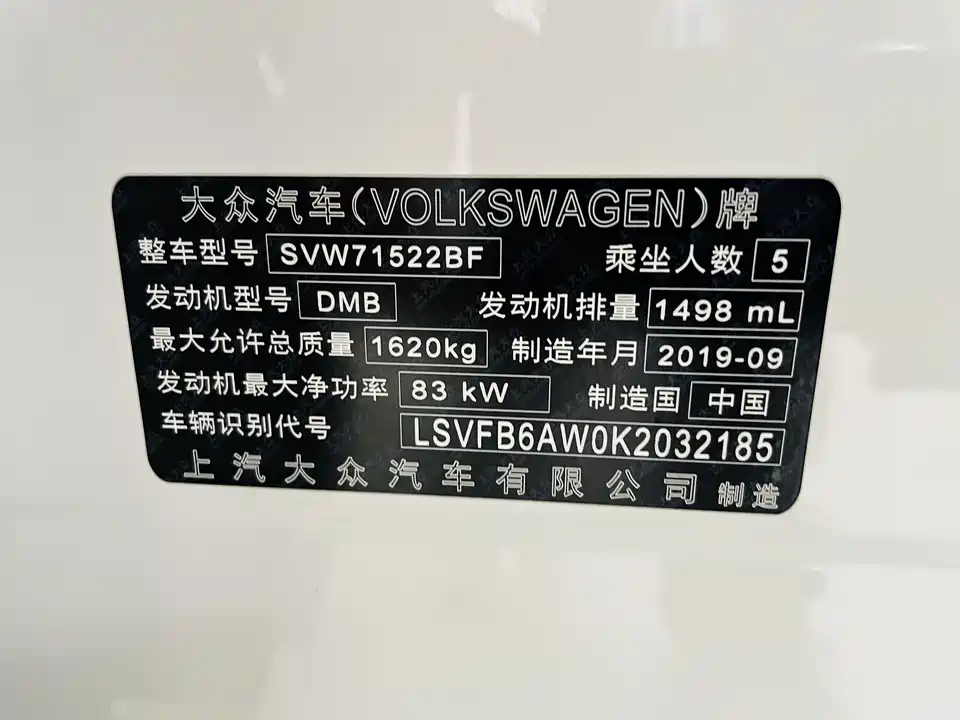 大众汽车(VOLKSWAGEN)牌
整车型号 SVW71522BF 乘坐人数 5
发动机型号 DMB 发动机排量 1498 mL
最大允许总质量 1620kg 制造年月 2019-09
发动机最大净功率 83 kW 制造国 中国
车辆识别代号 LSVFB6AW0K2032185
上汽大众汽车有限公司 制造